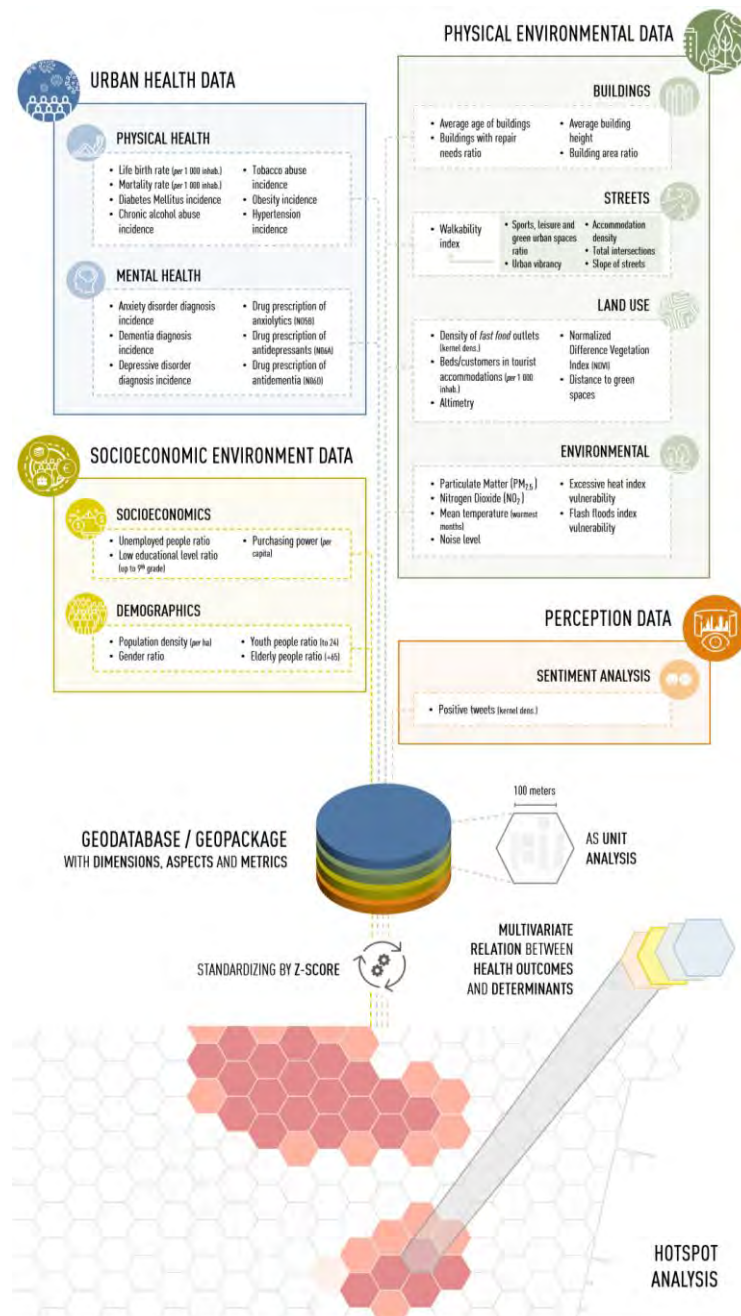 URBAN HEALTH DATA
PHYSICAL HEALTH
• Life birth rate (per 1 000 inhab.)
• Mortality rate (per 1 000 inhab.)
• Diabetes Mellitus incidence
• Chronic alcohol abuse
incidence
• Tobacco abuse
incidence
• Obesity incidence
• Hypertension
incidence
MENTAL HEALTH
• Anxiety disorder diagnosis
incidence
• Dementia diagnosis
incidence
• Depressive disorder
diagnosis incidence
• Drug prescription of
anxiolytics (N05B)
• Drug prescription of
antidepressants (N06A)
• Drug prescription of
antidementia (N06D)
SOCIOECONOMIC ENVIRONMENT DATA
SOCIOECONOMICS
• Unemployed people ratio
• Low educational level ratio
(up to 9th grade)
• Purchasing power (per
capita)
DEMOGRAPHICS
• Population density (per ha)
• Gender ratio
• Youth people ratio (to 24)
• Elderly people ratio (+65)
PHYSICAL ENVIRONMENTAL DATA
BUILDINGS
• Average age of buildings
• Buildings with repair
needs ratio
• Average building
height
• Building area ratio
STREETS
• Walkability
index
• Sports, leisure and
green urban spaces
ratio
• Urban vibrancy
• Accommodation
density
• Total intersections
• Slope of streets
LAND USE
• Density of fast food outlets
(kernel dens.)
• Beds/customers in tourist
accommodations (per 1 000
inhab.)
• Altimetry
• Normalized
Difference Vegetation
Index (NDVI)
• Distance to green
spaces
ENVIRONMENTAL
• Particulate Matter (PM2.5)
• Nitrogen Dioxide (NO2)
• Mean temperature (warmest
months)
• Noise level
• Excessive heat index
vulnerability
• Flash floods index
vulnerability
PERCEPTION DATA
SENTIMENT ANALYSIS
• Positive tweets (kernel dens.)
GEODATABASE / GEOPACKAGE
WITH DIMENSIONS, ASPECTS AND METRICS
100 meters
AS UNIT
ANALYSIS
STANDARDIZING BY Z-SCORE
MULTIVARIATE
RELATION BETWEEN
HEALTH OUTCOMES
AND DETERMINANTS
HOTSPOT
ANALYSIS